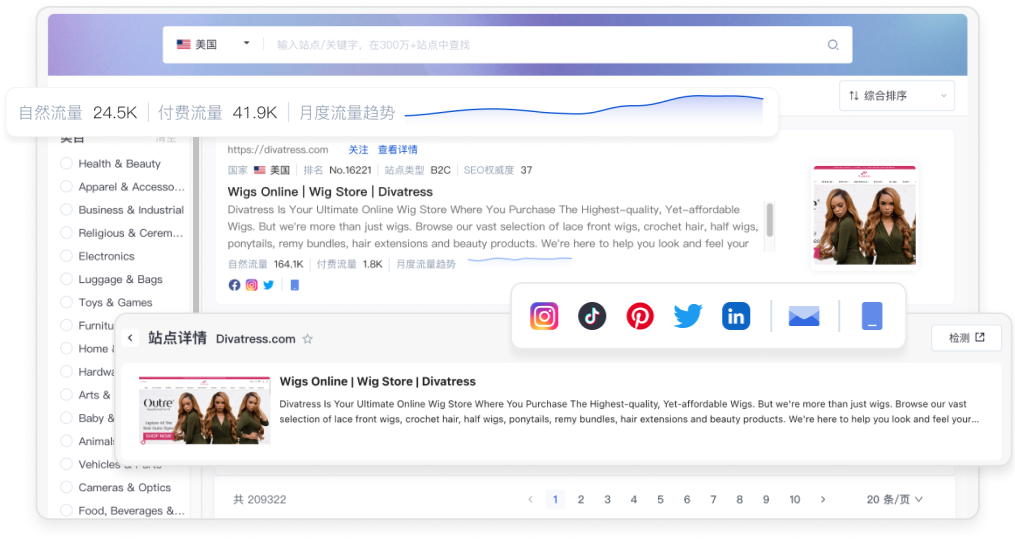 美国
输入站点/关键字，在300万+站点中查找
自然流量 24.5K 付费流量 41.9K 月度流量趋势
综合排序
类目 清空
Health & Beauty
Apparel & Accesso...
Business & Industrial
Religious & Cerem...
Electronics
Luggage & Bags
Toys & Games
Furnitu
Home &
Hardwa
Arts &
Baby &
Animals
Vehicles & Parts
Cameras & Optics
Food, Beverages &...
https://divatress.com 关注 查看详情
国家 美国 排名 No.16221 站点类型 B2C SEO权威度 37
Wigs Online | Wig Store | Divatress
Divatress Is Your Ultimate Online Wig Store Where You Purchase The Highest-quality, Yet-affordable
Wigs. But we're more than just wigs. Browse our vast selection of lace front wigs, crochet hair, half wigs,
ponytails, remy bundles, hair extensions and beauty products. We're here to help you look and feel your
自然流量 164.1K 付费流量 1.8K 月度流量趋势
站点详情 Divatress.com
检测
Outre
SHOP NOW
Wigs Online | Wig Store | Divatress
Divatress Is Your Ultimate Online Wig Store Where You Purchase The Highest-quality, Yet-affordable Wigs. But we're more than just wigs. Browse our vast
selection of lace front wigs, crochet hair, half wigs, ponytails, remy bundles, hair extensions and beauty products. We're here to help you look and feel your...
共 209322
1 2 3 4 5 6 7 8 9 10
20 条/页